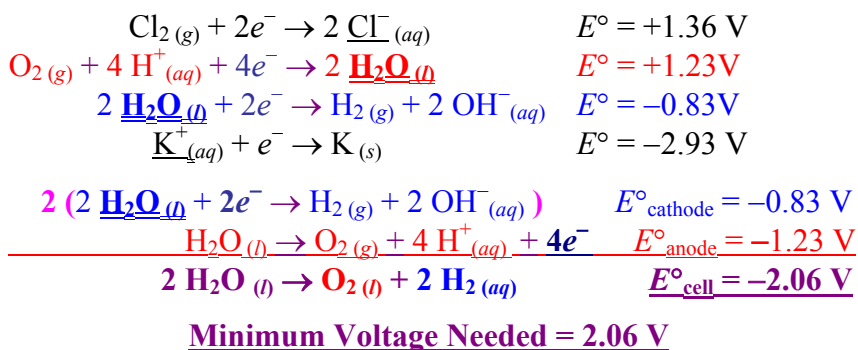 Cl₂ (g) + 2e⁻ → 2 Cl⁻ (aq) E° = +1.36 V
O₂ (g) + 4 H⁺(aq) + 4e⁻ → 2 H₂O (l) E° = +1.23V
2 H₂O (l) + 2e⁻ → H₂ (g) + 2 OH⁻(aq) E° = –0.83V
K⁺(aq) + e⁻ → K (s) E° = –2.93 V
2 (2 H₂O (l) + 2e⁻ → H₂ (g) + 2 OH⁻(aq) ) E°cathode = –0.83 V
H₂O (l) → O₂ (g) + 4 H⁺(aq) + 4e⁻ E°anode = –1.23 V
2 H₂O (l) → O₂ (l) + 2 H₂ (aq) E°cell = –2.06 V
Minimum Voltage Needed = 2.06 V